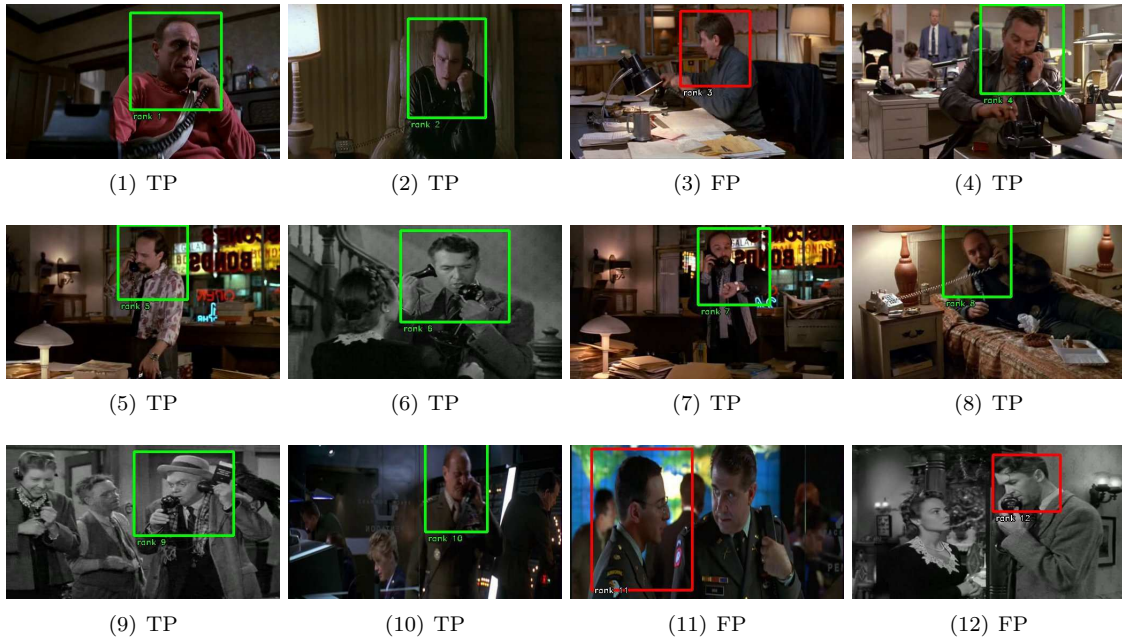 rank 1
rank 2
rank 3
rank 4
(1) TP
(2) TP
(3) FP
(4) TP
GALAT
BONDS
rank 5
rank 6
rank 7
rank 8
(5) TP
(6) TP
(7) TP
(8) TP
rank 9
rank 10
rank 11
rank 12
(9) TP
(10) TP
(11) FP
(12) FP